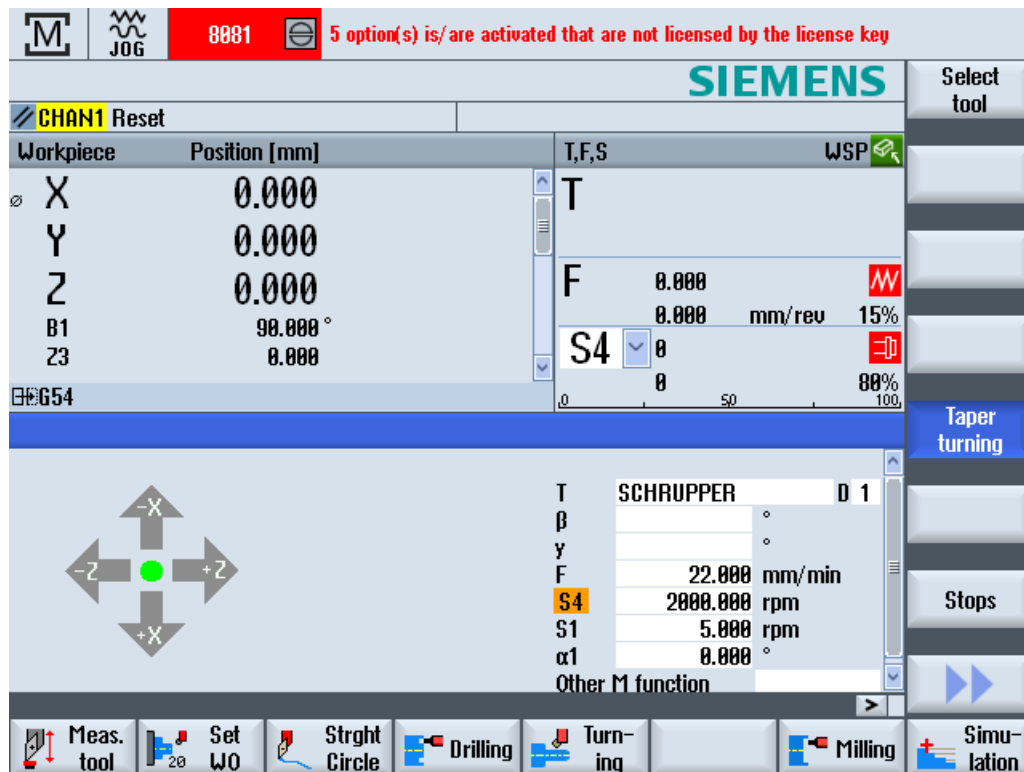 M JOG 8081 5 option(s) is/are activated that are not licensed by the license key
SIEMENS
Select
tool
CHAN1 Reset
Workpiece Position [mm]
T,F,S WSP
X 0.000
Y 0.000
Z 0.000
B1 90.000 °
Z3 0.000
G54
T
F 0.000
0.000 mm/rev 15%
S4 0
0 80%
0 50 100
Taper
turning
-X
-Z +Z
+X
T SCHRUPPER D 1
β °
γ °
F 22.000 mm/min
S4 2000.000 rpm
S1 5.000 rpm
α1 0.000 °
Other M function
Stops
>
Meas.
tool
20
Set
WO
Strght
Circle
Drilling
Turn-
ing
Milling
Simu-
lation